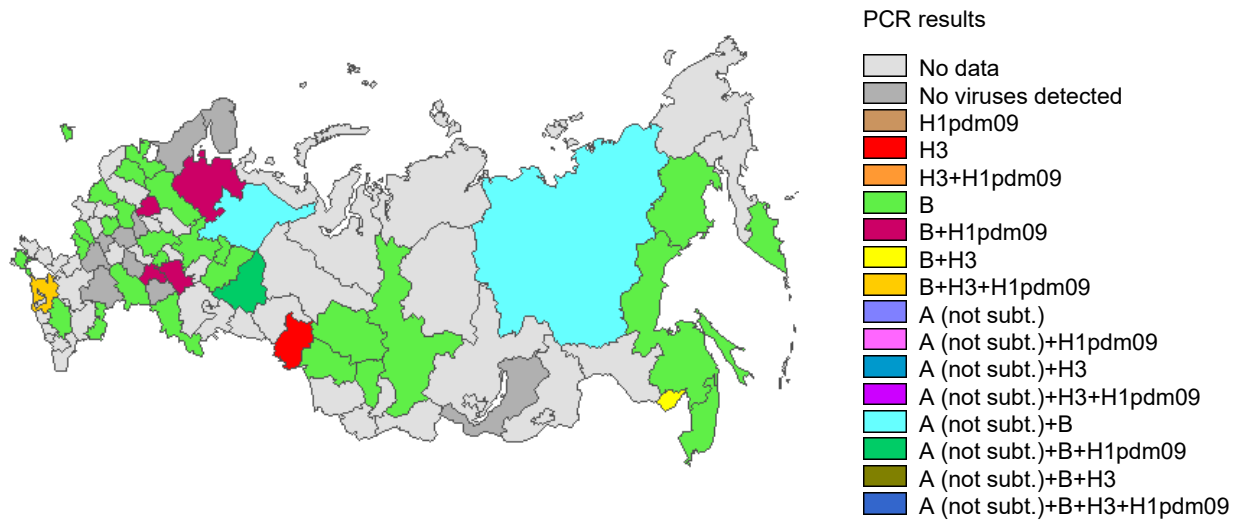 PCR results
No data
No viruses detected
H1pdm09
H3
H3+H1pdm09
B
B+H1pdm09
B+H3
B+H3+H1pdm09
A (not subt.)
A (not subt.)+H1pdm09
A (not subt.)+H3
A (not subt.)+H3+H1pdm09
A (not subt.)+B
A (not subt.)+B+H1pdm09
A (not subt.)+B+H3
A (not subt.)+B+H3+H1pdm09